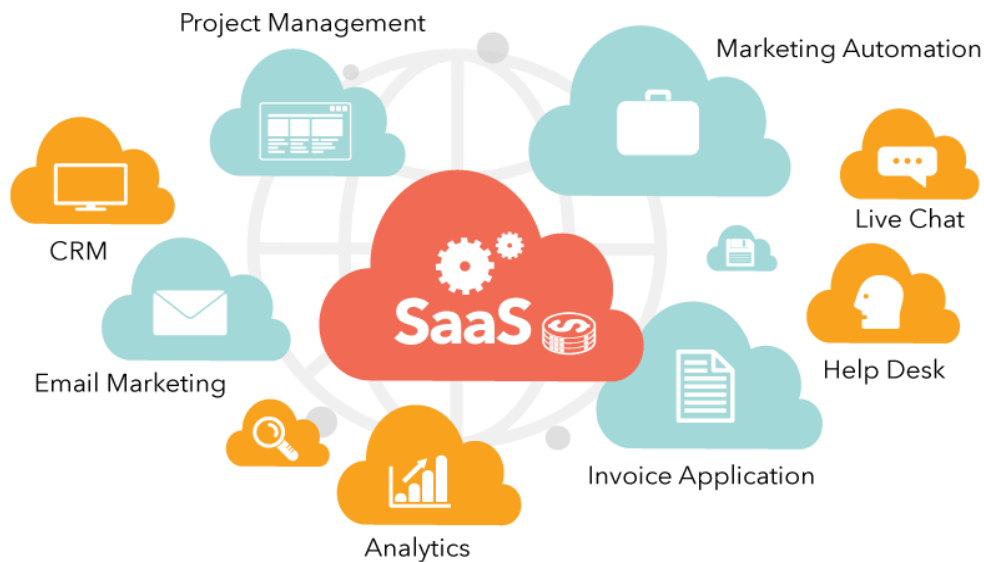 Project Management
Marketing Automation
Live Chat
CRM
SaaS
Help Desk
Email Marketing
Invoice Application
Analytics